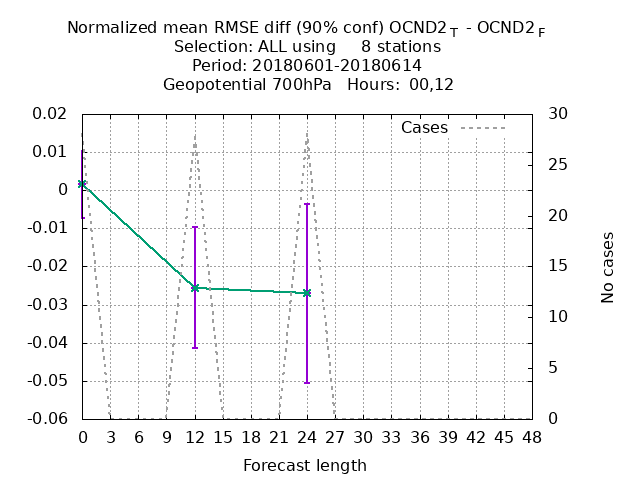 Normalized mean RMSE diff (90% conf) OCND2 T - OCND2 F
Selection: ALL using 8 stations
Period: 20180601-20180614
Geopotential 700hPa Hours: 00,12
0.02
0.01
0
-0.01
-0.02
-0.03
-0.04
-0.05
-0.06
Cases
30
25
20
15
10
5
0
No cases
0 3 6 9 12 15 18 21 24 27 30 33 36 39 42 45 48
Forecast length